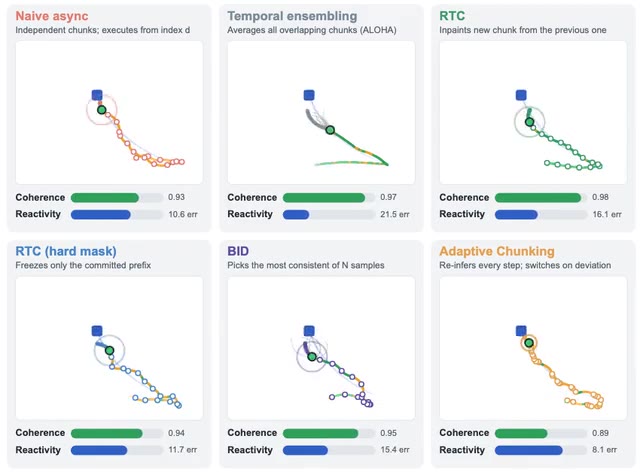 Naive async
Independent chunks; executes from index d
Coherence 0.93
Reactivity 10.6 err
Temporal ensembling
Averages all overlapping chunks (ALOHA)
Coherence 0.97
Reactivity 21.5 err
RTC
Inpaints new chunk from the previous one
Coherence 0.98
Reactivity 16.1 err
RTC (hard mask)
Freezes only the committed prefix
Coherence 0.94
Reactivity 11.7 err
BID
Picks the most consistent of N samples
Coherence 0.95
Reactivity 15.4 err
Adaptive Chunking
Re-infers every step; switches on deviation
Coherence 0.89
Reactivity 8.1 err